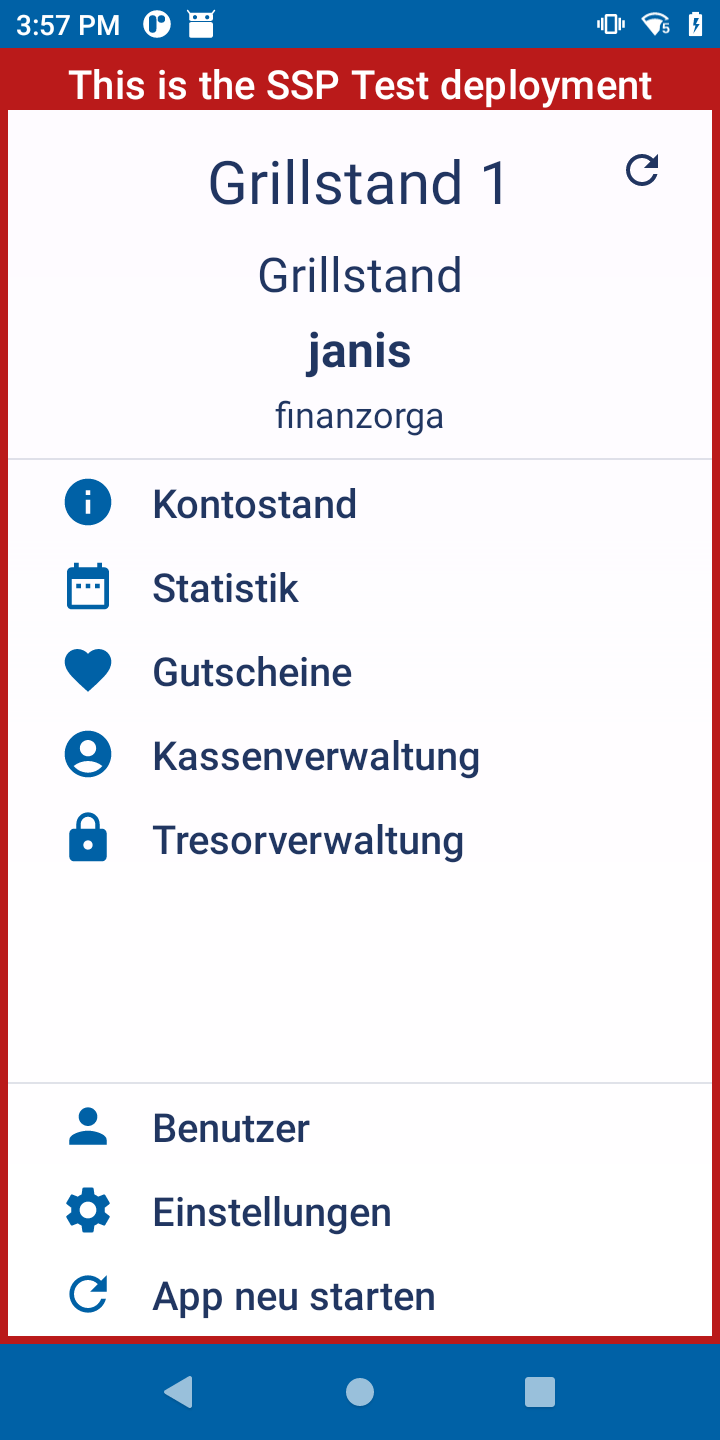 3:57 PM
This is the SSP Test deployment
Grillstand 1
Grillstand
janis
finanzorga
Kontostand
Statistik
Gutscheine
Kassenverwaltung
Tresorverwaltung
Benutzer
Einstellungen
App neu starten